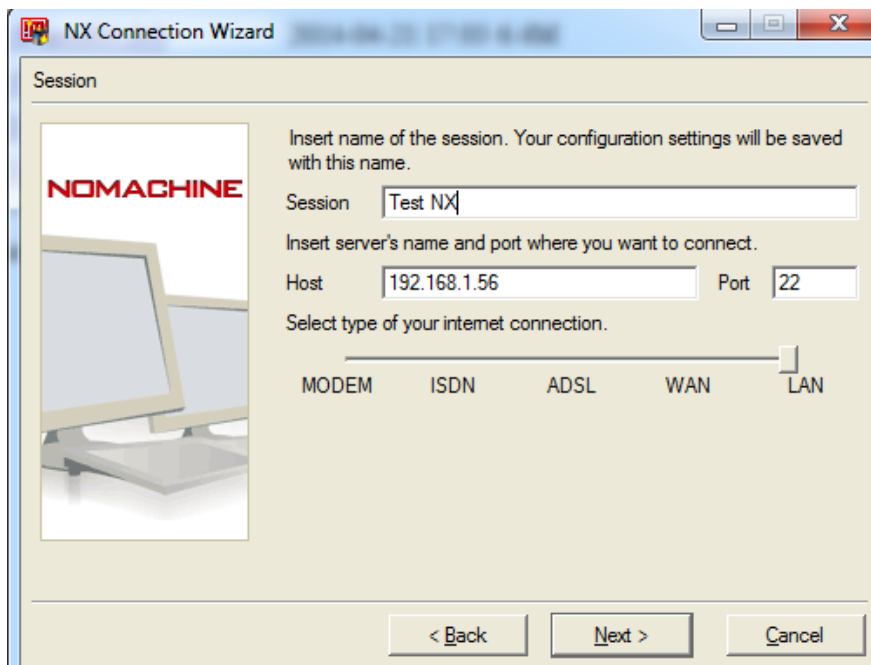 NX Connection Wizard
Session
NOMACHINE
Insert name of the session. Your configuration settings will be saved
with this name.
Session Test NX
Insert server's name and port where you want to connect.
Host 192.168.1.56 Port 22
Select type of your internet connection.
MODEM ISDN ADSL WAN LAN
< Back Next > Cancel